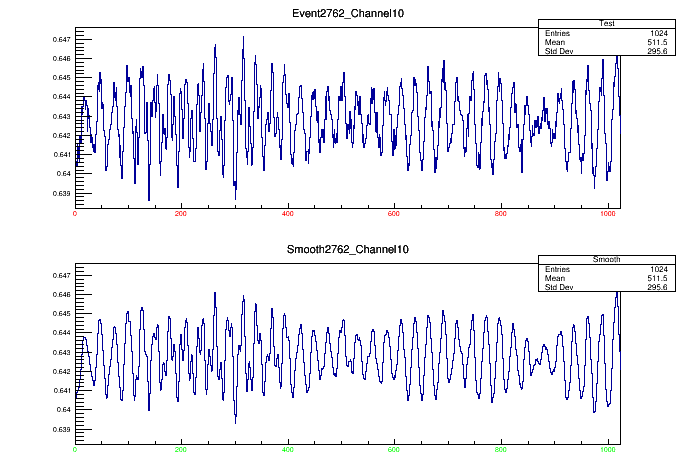 Event2762_Channel10
Test
Entries 1024
Mean 511.5
Std Dev 295.6
0.647
0.646
0.645
0.644
0.643
0.642
0.641
0.64
0.639
0 200 400 600 800 1000
Smooth2762_Channel10
Smooth
Entries 1024
Mean 511.5
Std Dev 295.6
0.647
0.646
0.645
0.644
0.643
0.642
0.641
0.64
0.639
0 200 400 600 800 1000